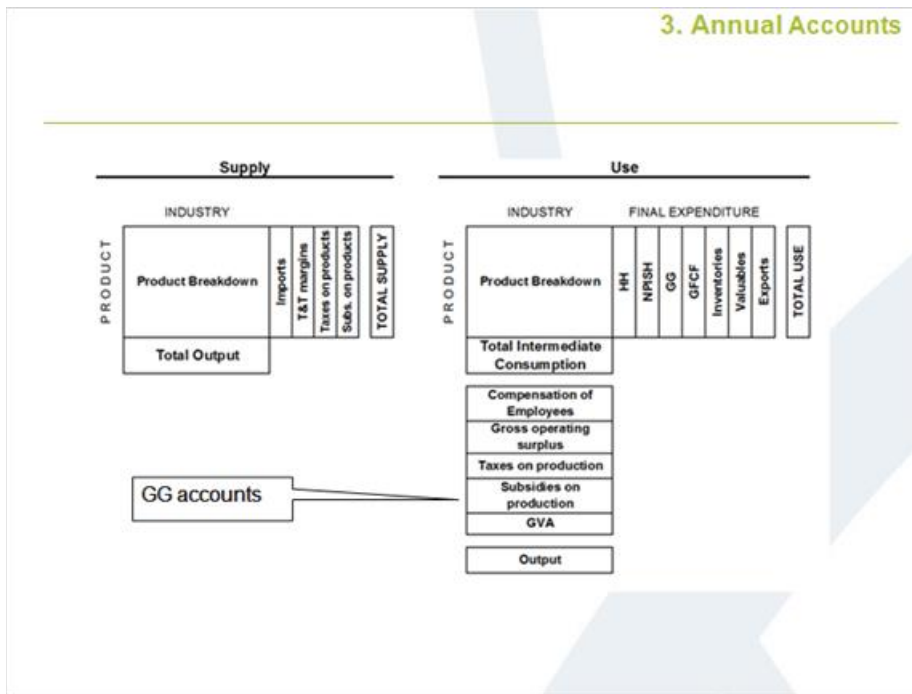 3. Annual Accounts
Supply
INDUSTRY
PRODUCT
Product Breakdown
Imports
T&T margins
Taxes on products
Subs. on products
TOTAL SUPPLY
Total Output
Use
INDUSTRY
FINAL EXPENDITURE
PRODUCT
Product Breakdown
HH
NPISH
GG
GFCF
Inventories
Valuables
Exports
TOTAL USE
Total Intermediate
Consumption
Compensation of
Employees
Gross operating
surplus
Taxes on production
Subsidies on
production
GVA
Output
GG accounts